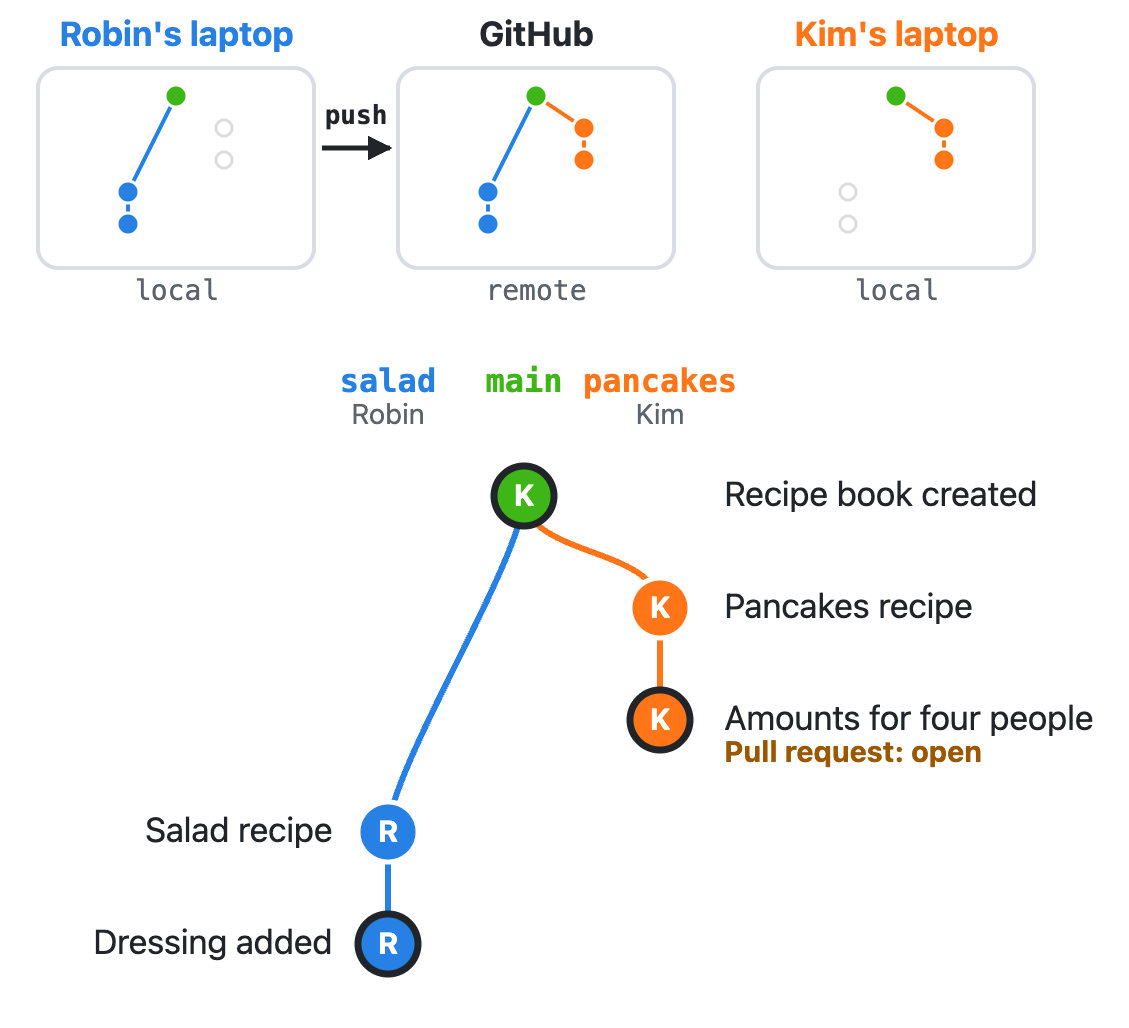 Robin's laptop
GitHub
Kim's laptop
push
local
remote
local
salad
main
pancakes
Robin
Kim
K
Recipe book created
K
Pancakes recipe
K
Amounts for four people
Pull request: open
Salad recipe
R
Dressing added
R